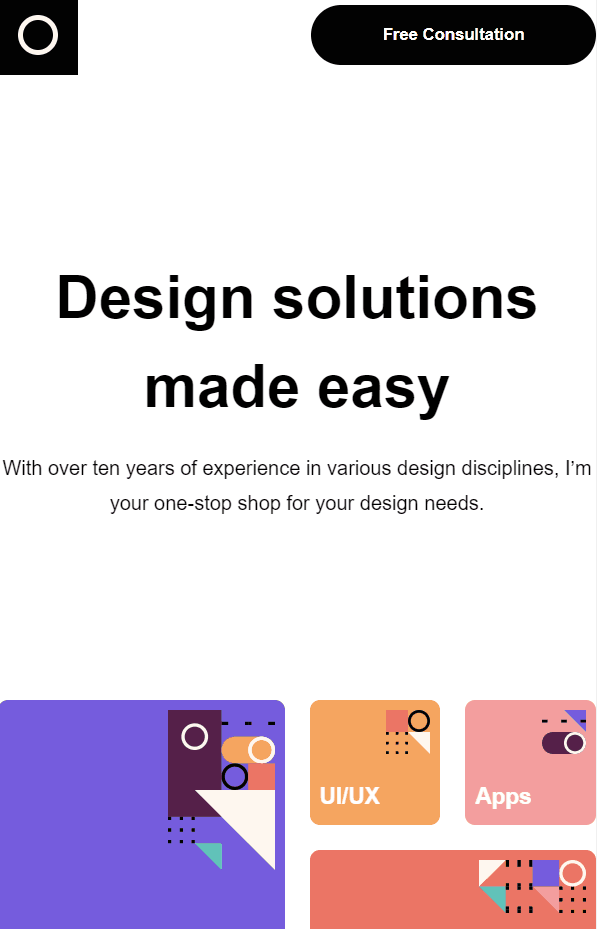 Free Consultation
Design solutions
made easy
With over ten years of experience in various design disciplines, I’m
your one-stop shop for your design needs.
UI/UX
Apps